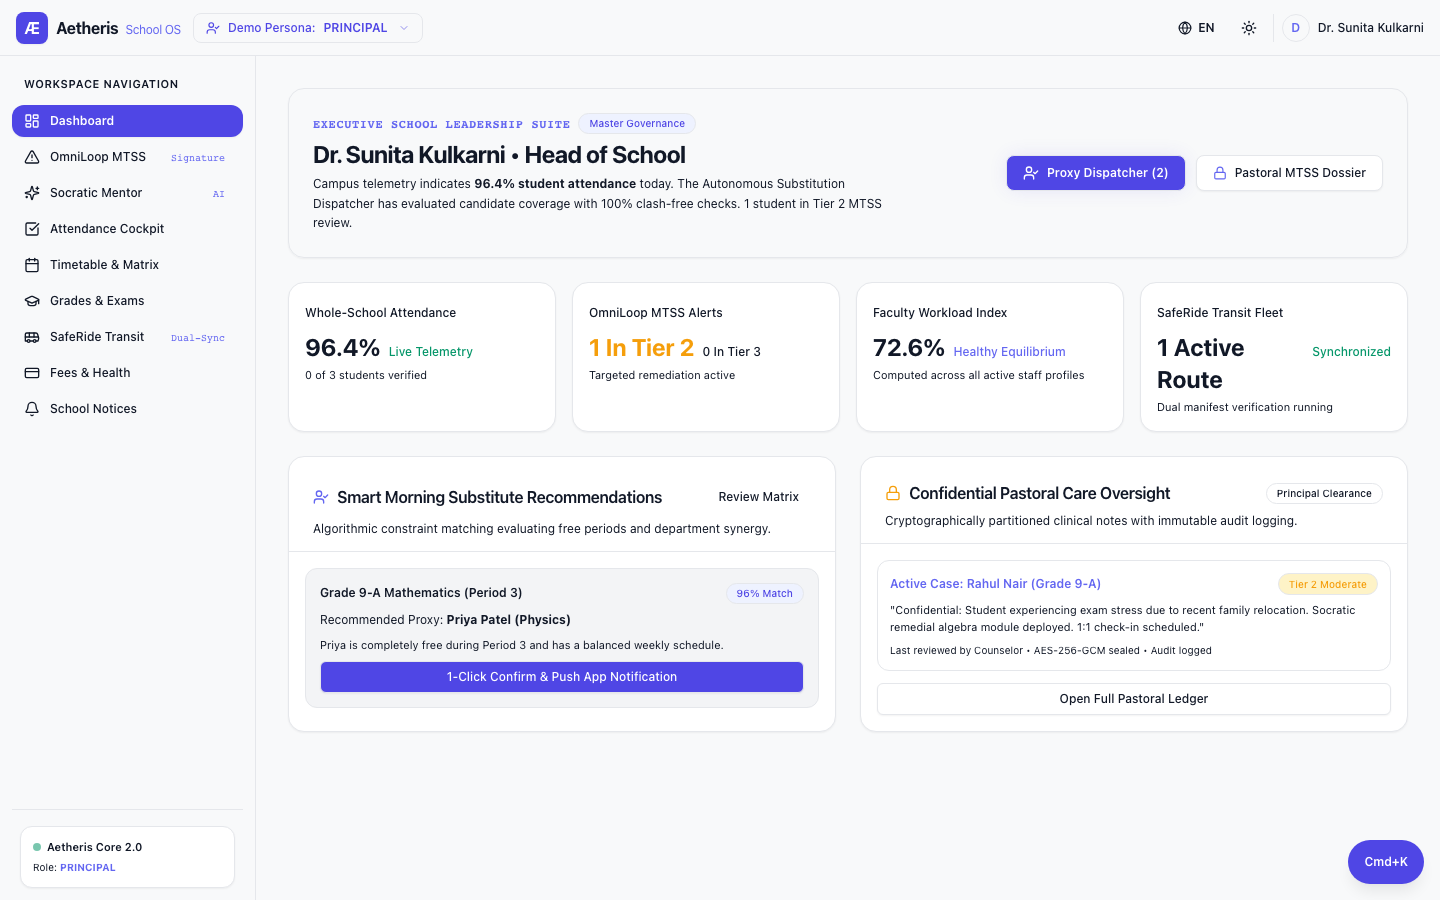 Æ Aetheris School OS Demo Persona: PRINCIPAL EN D Dr. Sunita Kulkarni
WORKSPACE NAVIGATION
Dashboard
OmniLoop MTSS Signature
Socratic Mentor AI
Attendance Cockpit
Timetable & Matrix
Grades & Exams
SafeRide Transit Dual-Sync
Fees & Health
School Notices
Aetheris Core 2.0
Role: PRINCIPAL
EXECUTIVE SCHOOL LEADERSHIP SUITE Master Governance
Dr. Sunita Kulkarni • Head of School
Campus telemetry indicates 96.4% student attendance today. The Autonomous Substitution
Dispatcher has evaluated candidate coverage with 100% clash-free checks. 1 student in Tier 2 MTSS
review.
Proxy Dispatcher (2) Pastoral MTSS Dossier
Whole-School Attendance
96.4% Live Telemetry
0 of 3 students verified
OmniLoop MTSS Alerts
1 In Tier 2 0 In Tier 3
Targeted remediation active
Faculty Workload Index
72.6% Healthy Equilibrium
Computed across all active staff profiles
SafeRide Transit Fleet
1 Active Synchronized
Route
Dual manifest verification running
Smart Morning Substitute Recommendations Review Matrix
Algorithmic constraint matching evaluating free periods and department synergy.
Grade 9-A Mathematics (Period 3) 96% Match
Recommended Proxy: Priya Patel (Physics)
Priya is completely free during Period 3 and has a balanced weekly schedule.
1-Click Confirm & Push App Notification
Confidential Pastoral Care Oversight Principal Clearance
Cryptographically partitioned clinical notes with immutable audit logging.
Active Case: Rahul Nair (Grade 9-A) Tier 2 Moderate
"Confidential: Student experiencing exam stress due to recent family relocation. Socratic
remedial algebra module deployed. 1:1 check-in scheduled."
Last reviewed by Counselor • AES-256-GCM sealed • Audit logged
Open Full Pastoral Ledger
Cmd+K